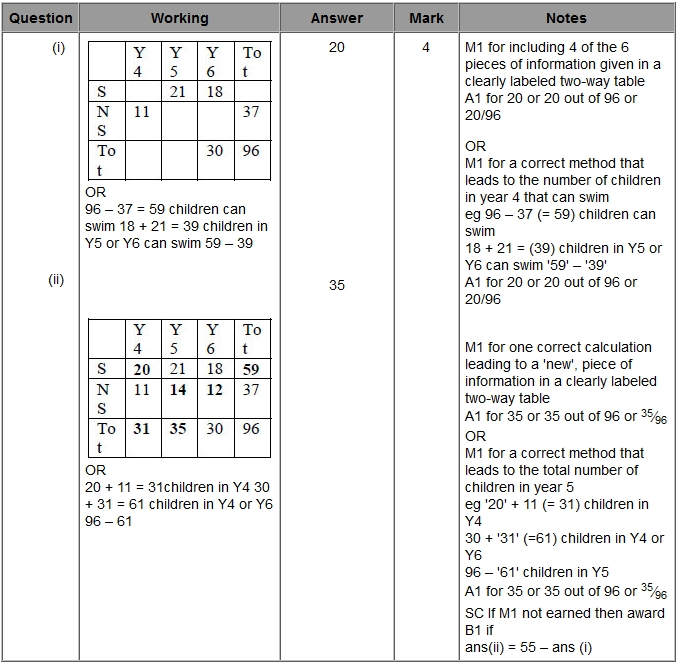 Question Working Answer Mark Notes
(i)
Y 4 Y 5 Y 6 To t
S 21 18
N S 11 37
To t 30 96
OR
96 – 37 = 59 children can
swim 18 + 21 = 39 children in
Y5 or Y6 can swim 59 – 39
20
4
M1 for including 4 of the 6
pieces of information given in a
clearly labeled two-way table
A1 for 20 or 20 out of 96 or
20/96
OR
M1 for a correct method that
leads to the number of children
in year 4 that can swim
eg 96 – 37 (= 59) children can
swim
18 + 21 = (39) children in Y5 or
Y6 can swim '59' – '39'
A1 for 20 or 20 out of 96 or
20/96
(ii)
Y 4 Y 5 Y 6 To t
S 20 21 18 59
N S 11 14 12 37
To t 31 35 30 96
OR
20 + 11 = 31children in Y4 30
+ 31 = 61 children in Y4 or Y6
96 – 61
35
M1 for one correct calculation
leading to a 'new', piece of
information in a clearly labeled
two-way table
A1 for 35 or 35 out of 96 or 35/96
OR
M1 for a correct method that
leads to the total number of
children in year 5
eg '20' + 11 (= 31) children in
Y4
30 + '31' (=61) children in Y4 or
Y6
96 – '61' children in Y5
A1 for 35 or 35 out of 96 or 35/96
SC If M1 not earned then award
B1 if
ans(ii) = 55 – ans (i)